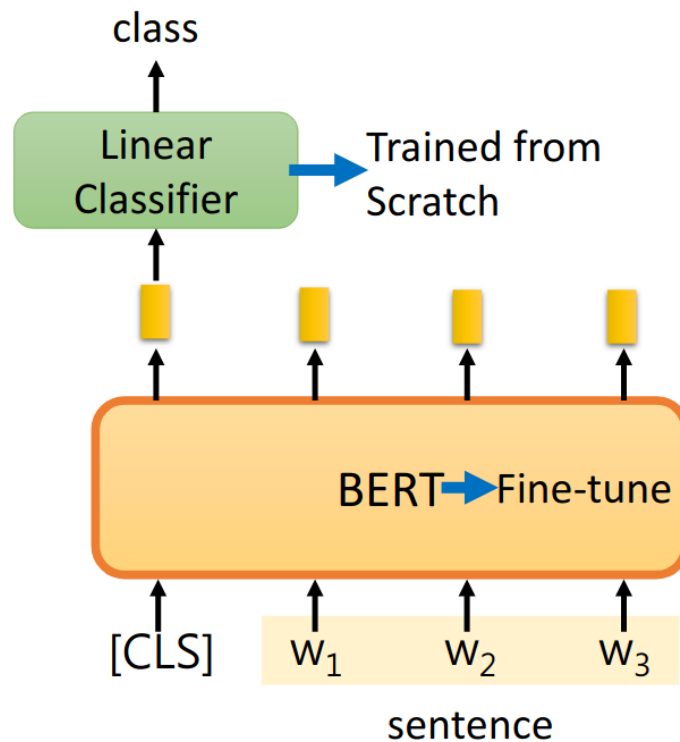 class
Linear
Classifier
Trained from
Scratch
BERT
Fine-tune
[CLS]
w₁
w₂
w₃
sentence